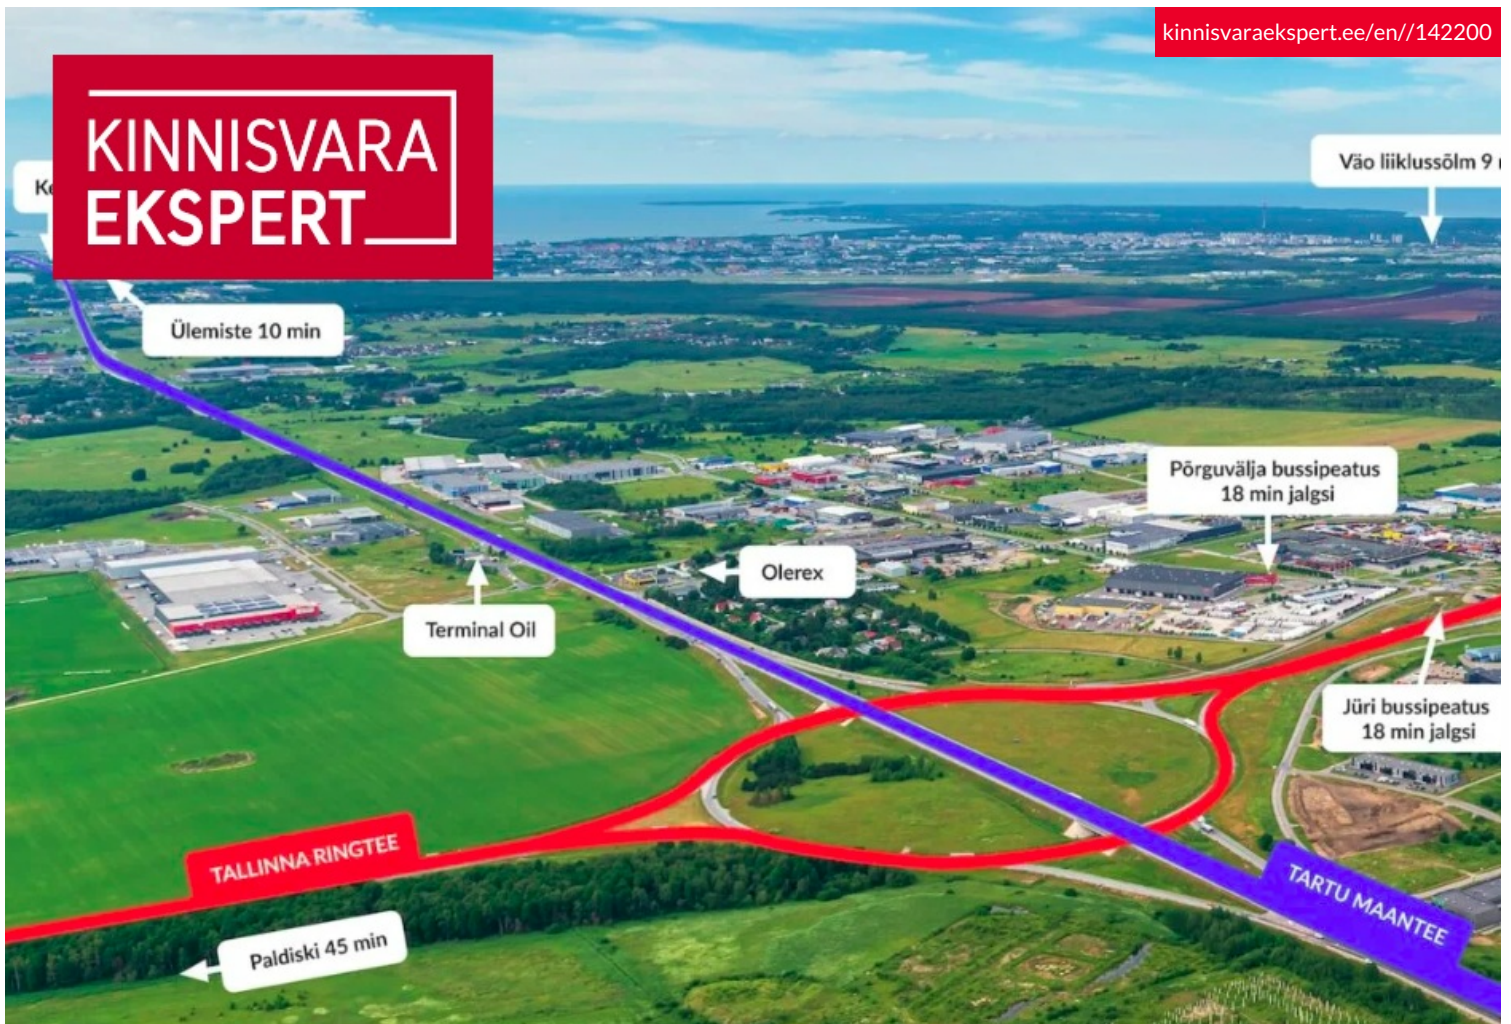 kinnisvaraekspert.ee/en//142200
KINNISVARA
EKSPERT
Väo liiklussõlm 9
Ülemiste 10 min
Põrguvälja bussipeatus
18 min jalgsi
Olerex
Terminal Oil
Jüri bussipeatus
18 min jalgsi
TALLINNA RINGTEE
TARTU MAANTEE
Paldiski 45 min